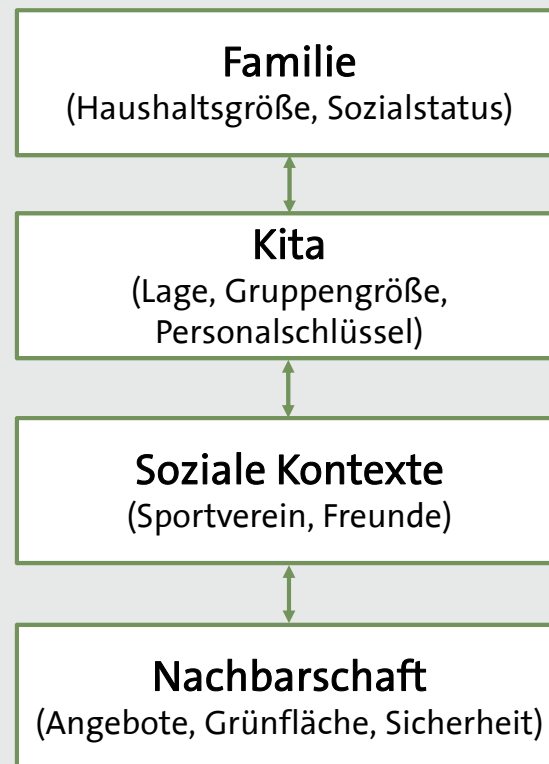 Familie
(Haushaltsgröße, Sozialstatus)
Kita
(Lage, Gruppengröße,
Personalschlüssel)
Soziale Kontexte
(Sportverein, Freunde)
Nachbarschaft
(Angebote, Grünfläche, Sicherheit)